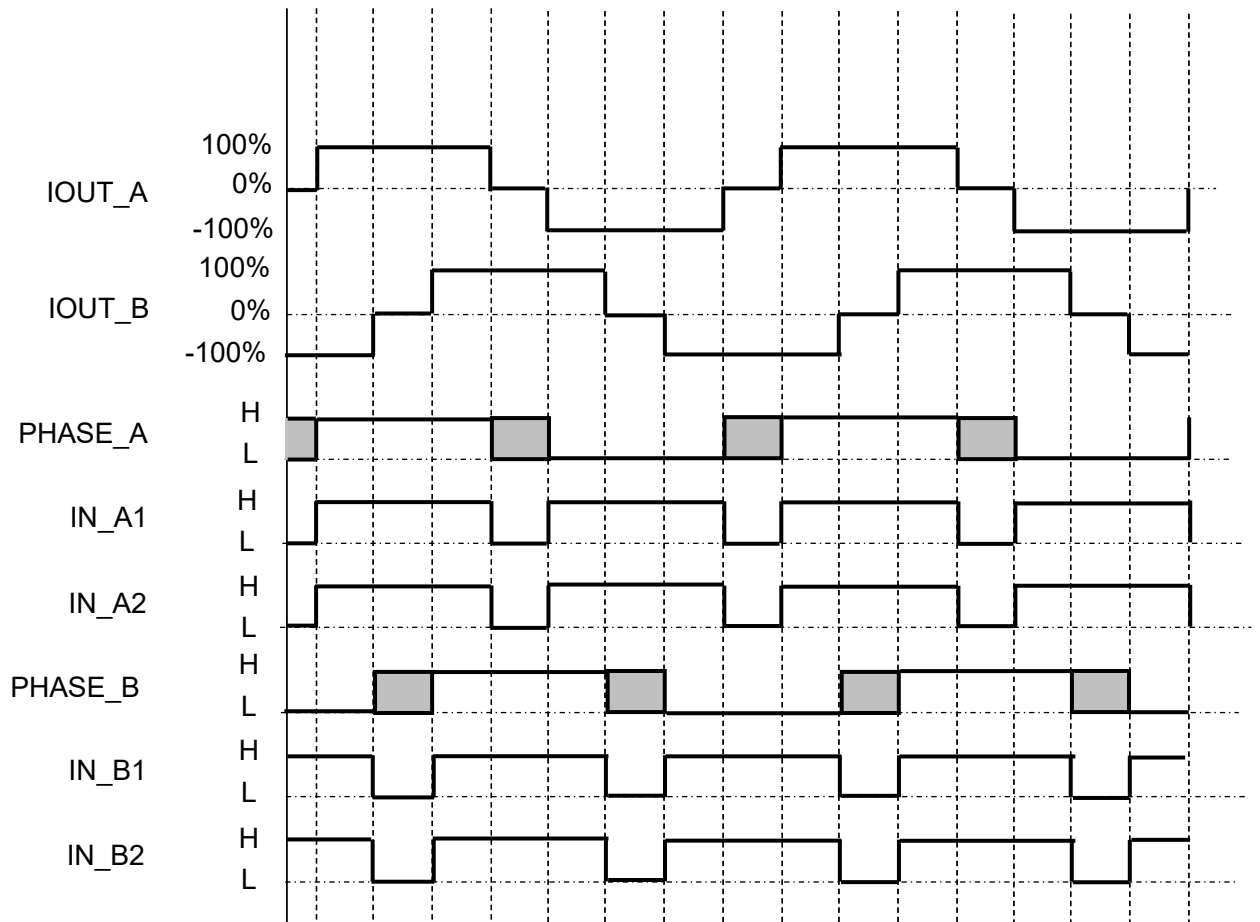 100%
IOUT_A 0%
-100%
100%
IOUT_B 0%
-100%
H
PHASE_A
L
H
IN_A1
L
H
IN_A2
L
H
PHASE_B
L
H
IN_B1
L
H
IN_B2
L